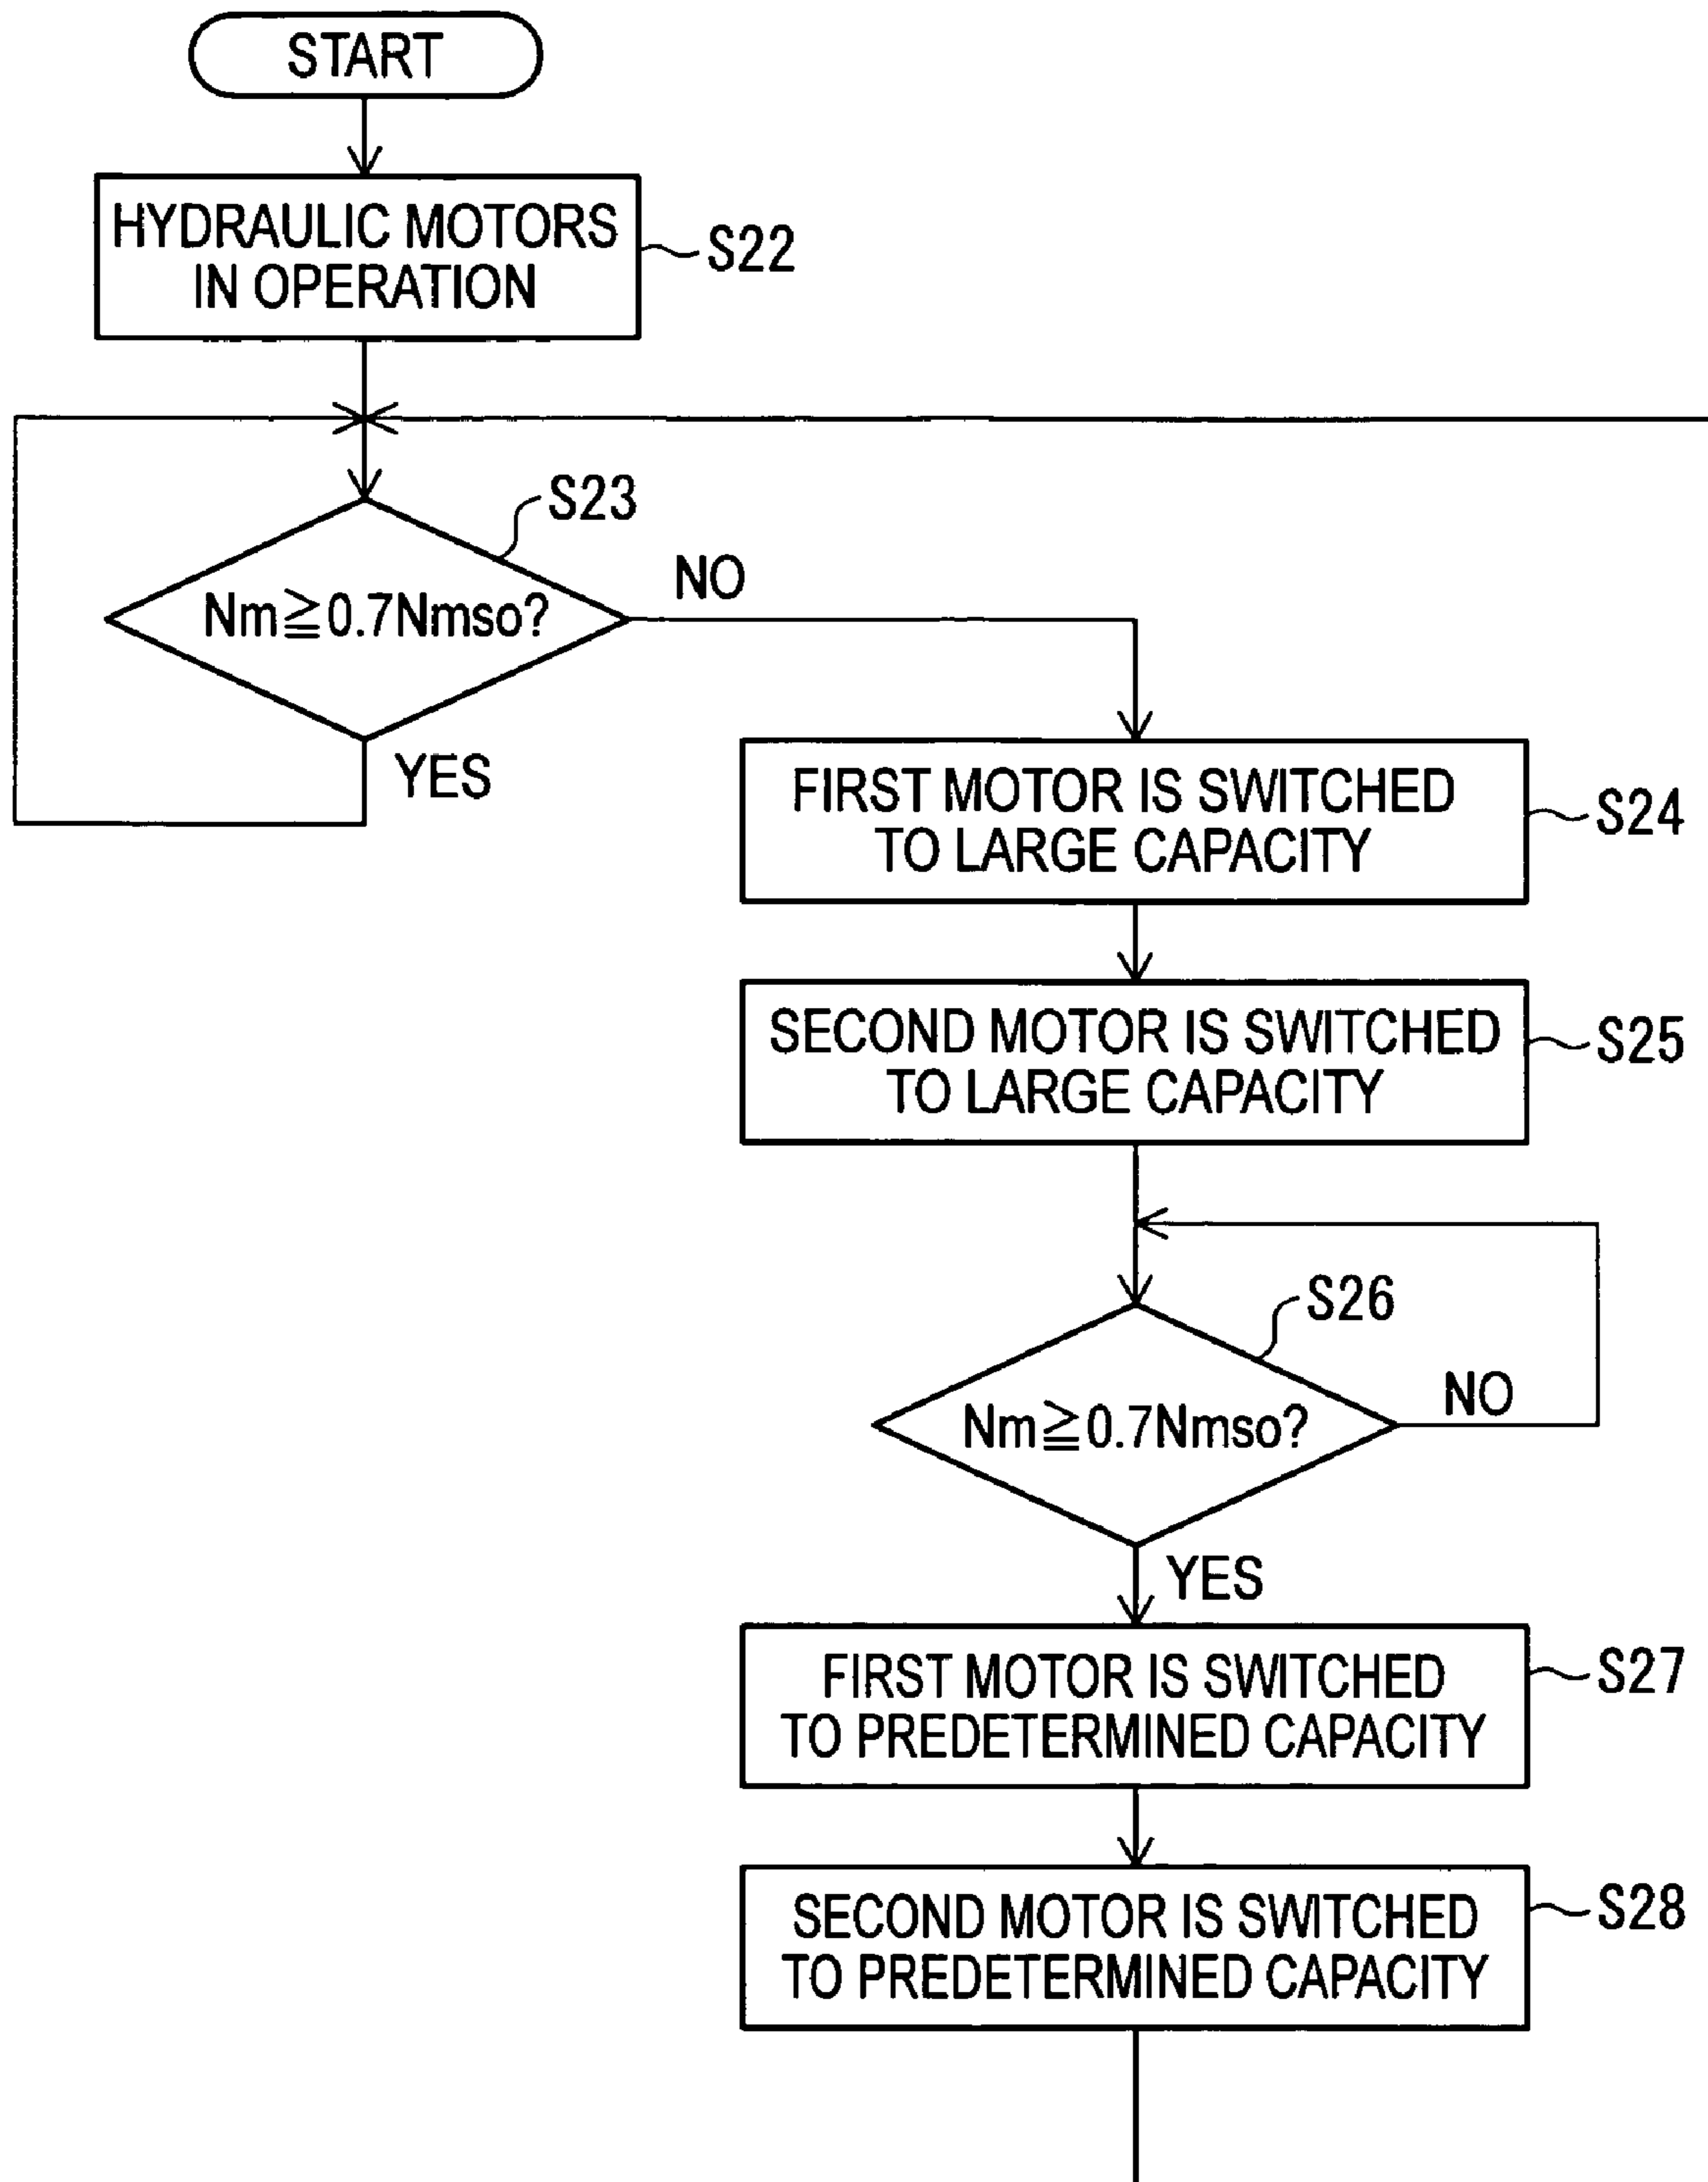 START
HYDRAULIC MOTORS
IN OPERATION
S22
S23
Nm≧0.7Nmso?
NO
YES
FIRST MOTOR IS SWITCHED
TO LARGE CAPACITY
S24
SECOND MOTOR IS SWITCHED
TO LARGE CAPACITY
S25
S26
Nm≧0.7Nmso?
NO
YES
FIRST MOTOR IS SWITCHED
TO PREDETERMINED CAPACITY
S27
SECOND MOTOR IS SWITCHED
TO PREDETERMINED CAPACITY
S28